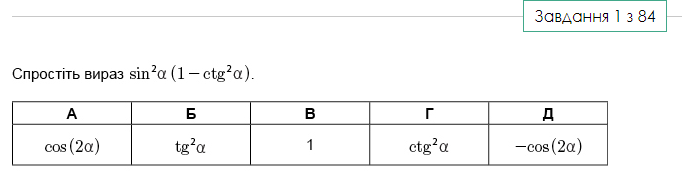 Завдання 1 з 84
Спростіть вираз sin²α (1 − ctg²α).
А Б В Г Д
cos(2α) tg²α 1 ctg²α −cos(2α)